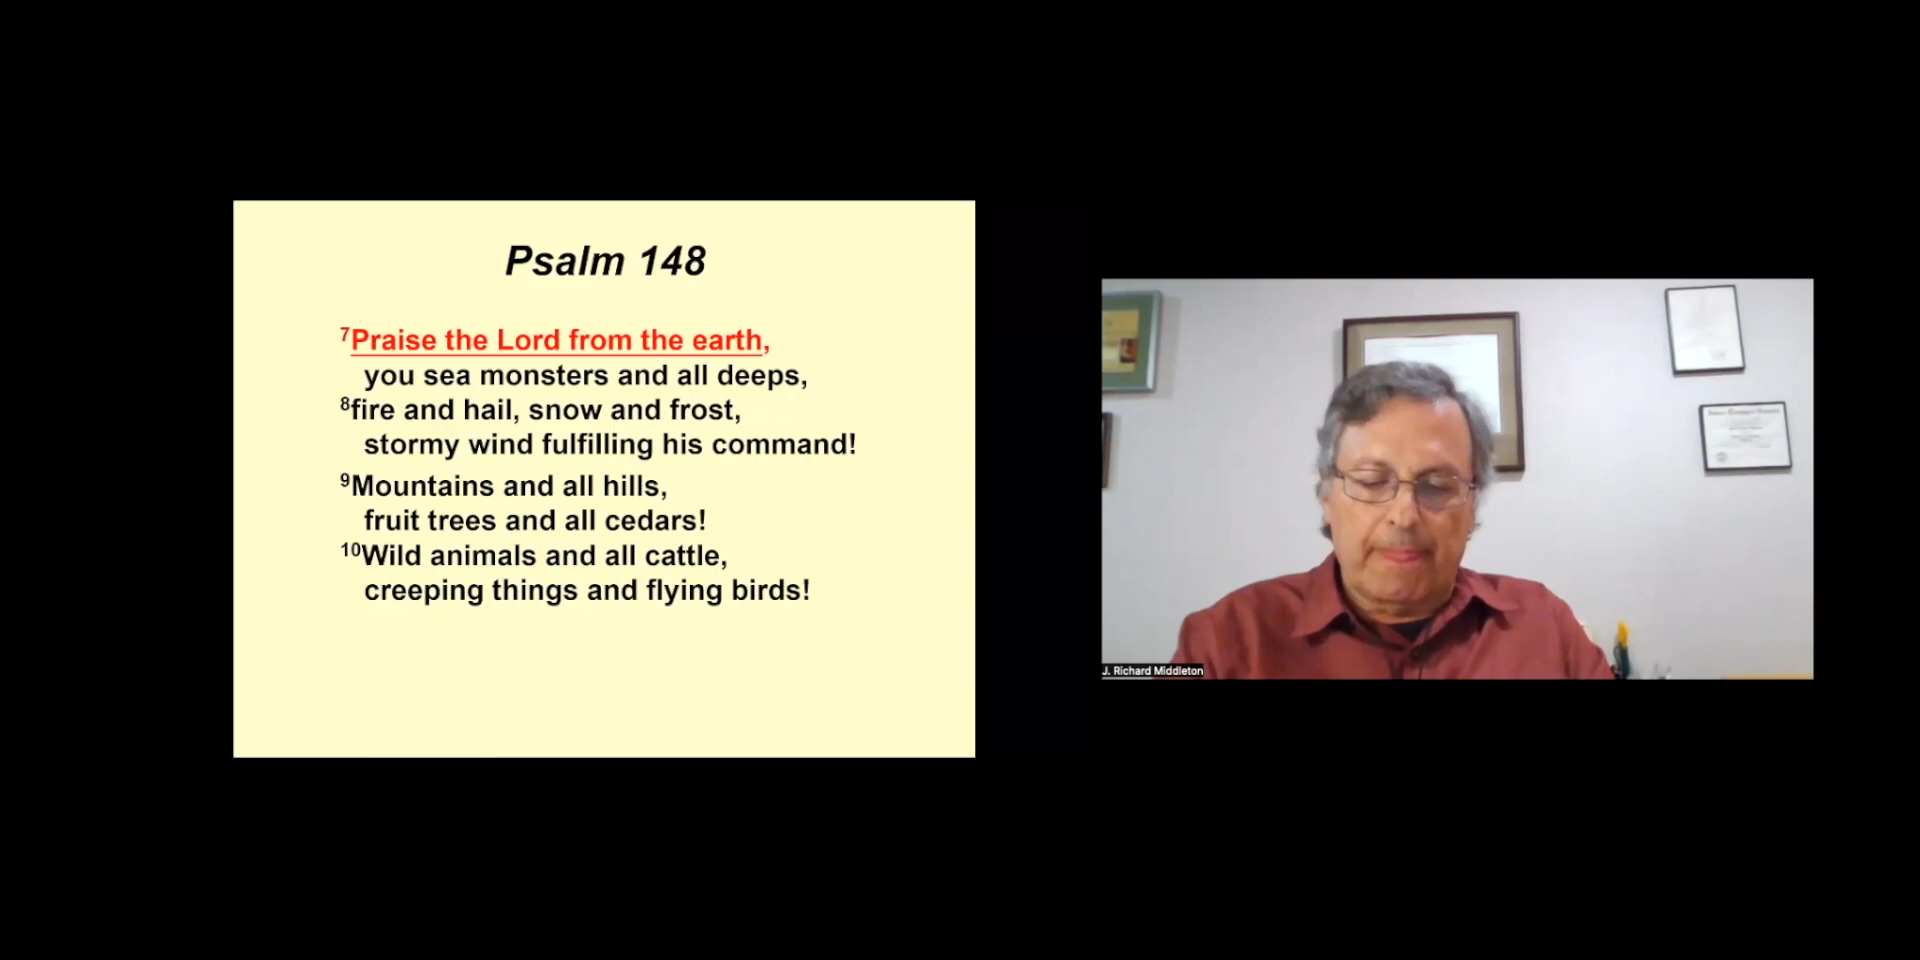 Psalm 148
7Praise the Lord from the earth,
you sea monsters and all deeps,
8fire and hail, snow and frost,
stormy wind fulfilling his command!
9Mountains and all hills,
fruit trees and all cedars!
10Wild animals and all cattle,
creeping things and flying birds!
J. Richard Middleton